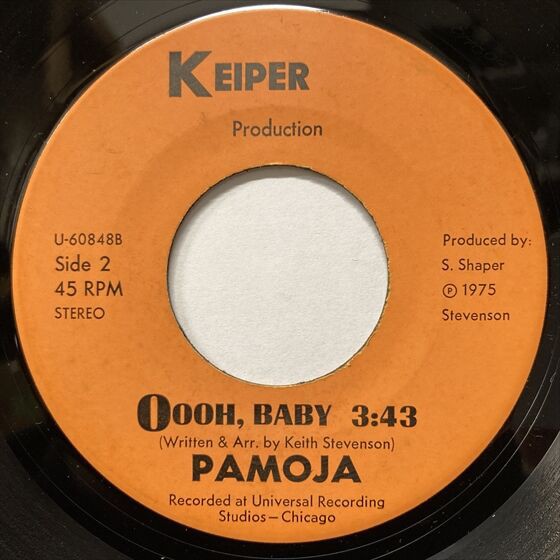 KEIPER
Production
U-60848B
Side 2
45 RPM
STEREO
Produced by:
S. Shaper
℗ 1975
Stevenson
OOOH, BABY 3:43
(Written & Arr. by Keith Stevenson)
PAMOJA
Recorded at Universal Recording
Studios—Chicago